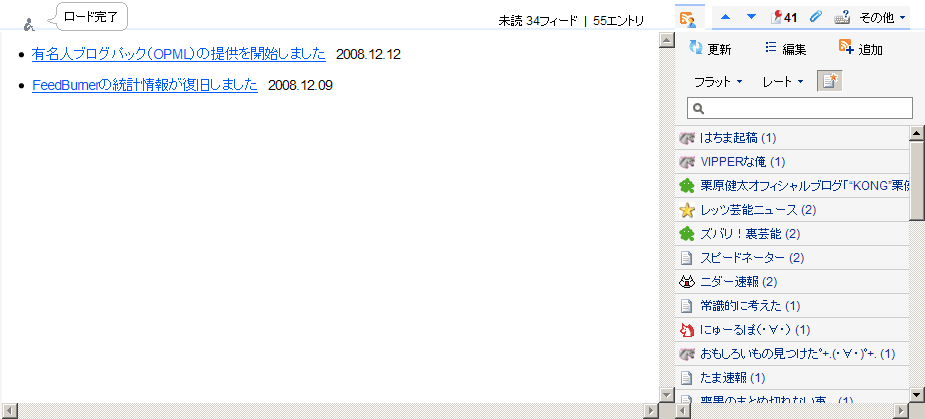 ロード完了
未読 34フィード | 55エントリ
41 その他
有名人ブログパック(OPML)の提供を開始しました 2008.12.12
FeedBurnerの統計情報が復旧しました 2008.12.09
更新 編集 追加
フラット レート
はちま起稿 (1)
VIPPERな俺 (1)
栗原健太オフィシャルブログ「“KONG”栗
レッツ芸能ニュース (2)
ズバリ！裏芸能 (2)
スピードネーター (2)
ニダー速報 (2)
常識的に考えた (1)
にゅーるぽ(・∀・) (1)
おもしろいもの見つけた°+.(・∀・)°+. (1)
たま速報 (1)